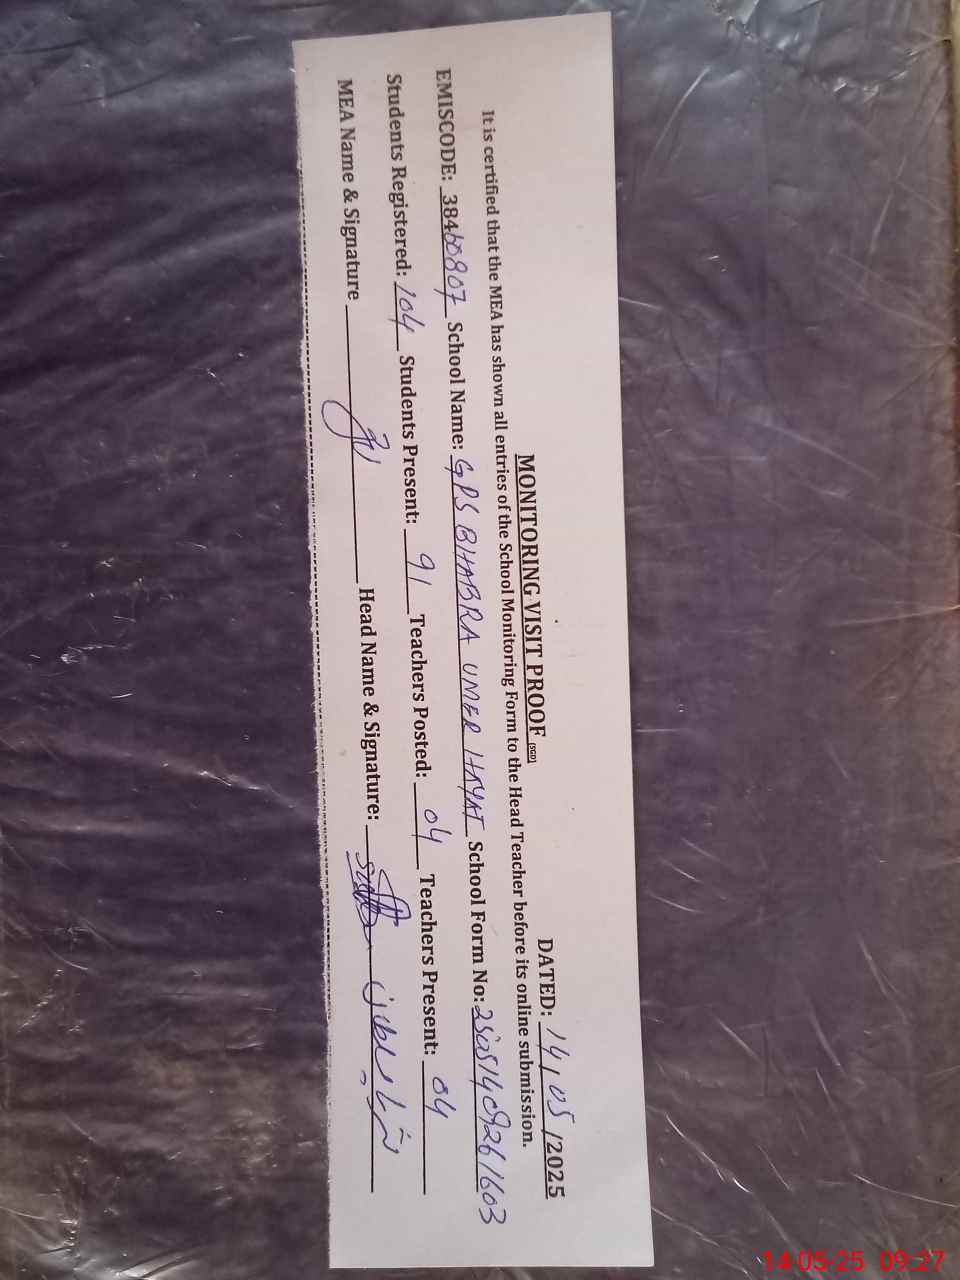 MONITORING VISIT PROOF [SGD] DATED: 14/05/2025
It is certified that the MEA has shown all entries of the School Monitoring Form to the Head Teacher before its online submission.
EMISCODE: 38460807 School Name: GPS BHABRA UMER HAYAT School Form No: 25051409261603
Students Registered: 104 Students Present: 91 Teachers Posted: 04 Teachers Present: 04
MEA Name & Signature Head Name & Signature:
14-05-25 09:27